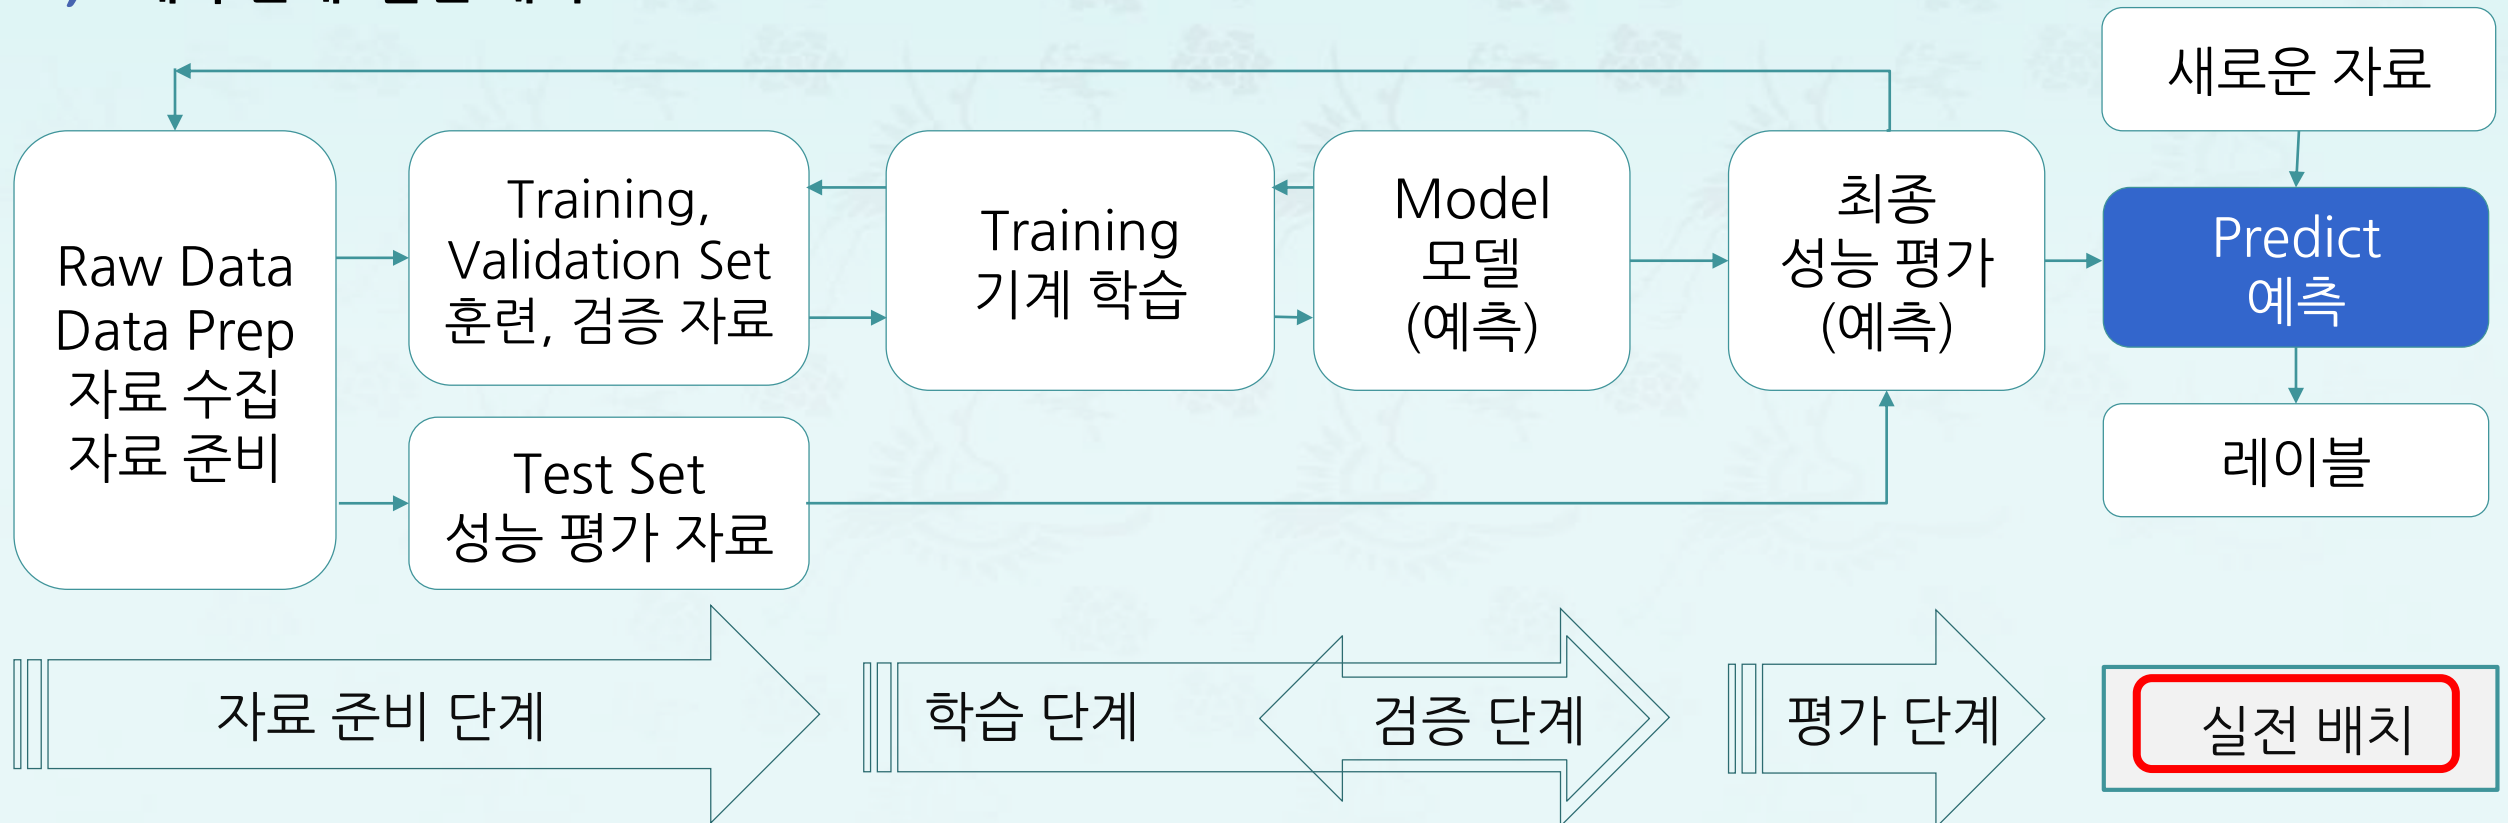 새로운 자료
Raw Data
Data Prep
자료 수집
자료 준비
Training,
Validation Set
훈련, 검증 자료
Test Set
성능 평가 자료
Training
기계 학습
Model
모델
(예측)
최종
성능 평가
(예측)
Predict
예측
레이블
자료 준비 단계
학습 단계
검증 단계
평가 단계
실전 배치